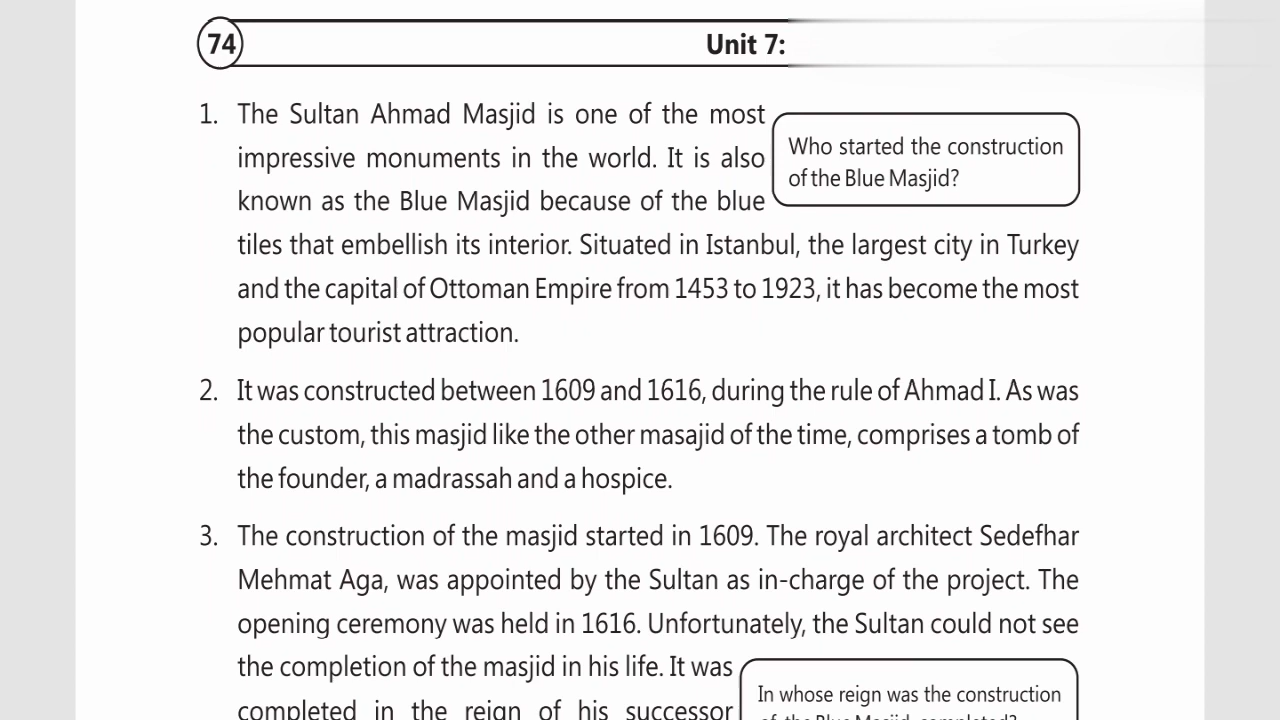 74
Unit 7:
1. The Sultan Ahmad Masjid is one of the most
impressive monuments in the world. It is also
known as the Blue Masjid because of the blue
Who started the construction
of the Blue Masjid?
tiles that embellish its interior. Situated in Istanbul, the largest city in Turkey
and the capital of Ottoman Empire from 1453 to 1923, it has become the most
popular tourist attraction.
2. It was constructed between 1609 and 1616, during the rule of Ahmad I. As was
the custom, this masjid like the other masajid of the time, comprises a tomb of
the founder, a madrassah and a hospice.
3. The construction of the masjid started in 1609. The royal architect Sedefhar
Mehmat Aga, was appointed by the Sultan as in-charge of the project. The
opening ceremony was held in 1616. Unfortunately, the Sultan could not see
the completion of the masjid in his life. It was
completed in the reign of his successor
In whose reign was the construction
of the Blue Masjid completed?